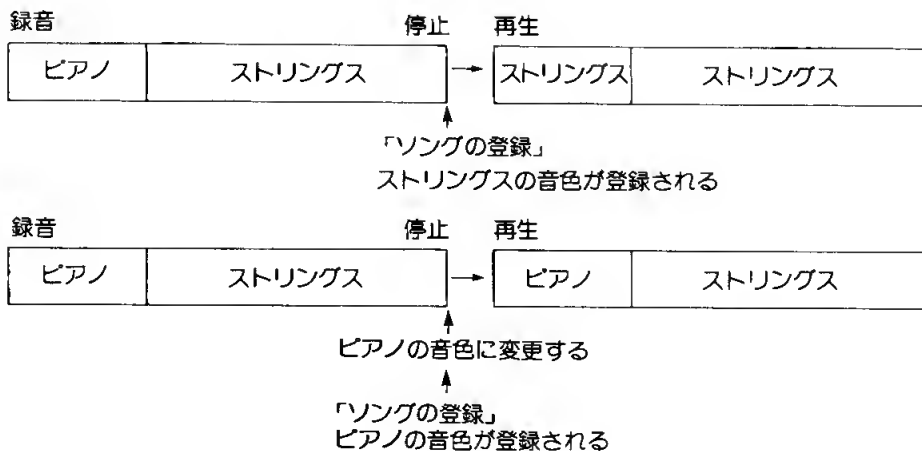 録音 停止 再生
ピアノ ストリングス ストリングス ストリングス
「ソングの登録」
ストリングスの音色が登録される
録音 停止 再生
ピアノ ストリングス ピアノ ストリングス
ピアノの音色に変更する
「ソングの登録」
ピアノの音色が登録される